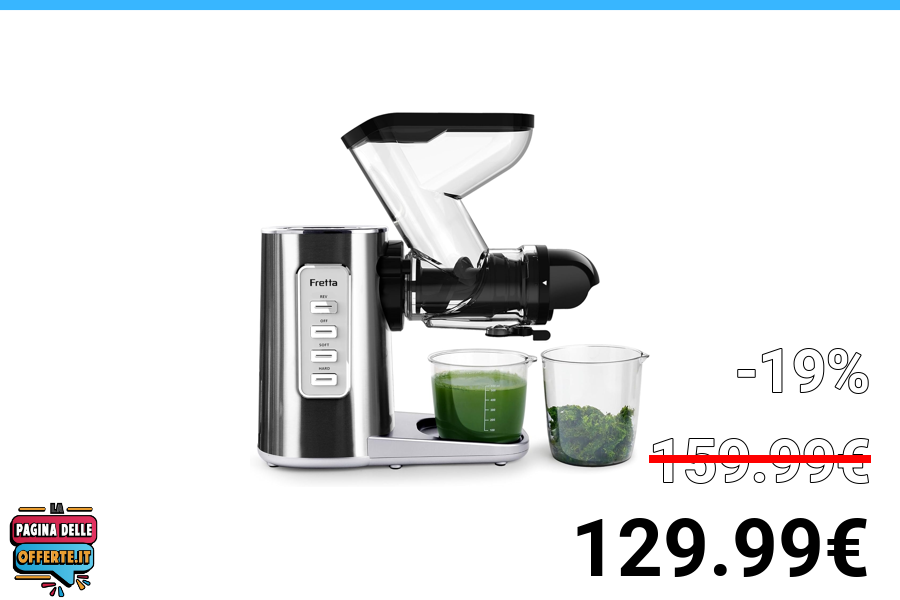 Fretta
REV
OFF
SOFT
HARD
-19%
159.99€
129.99€
LA
PAGINA DELLE
OFFERTE.IT